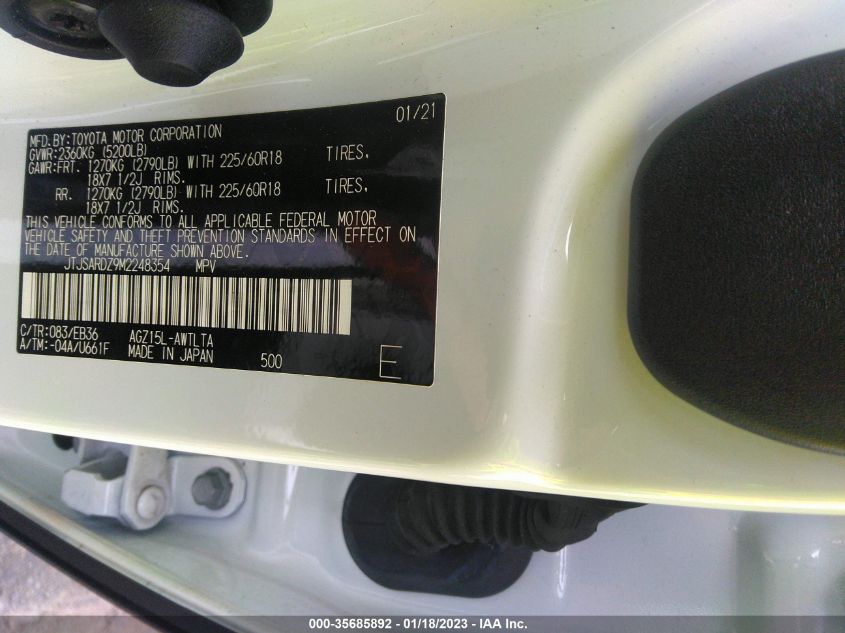 01/21
MFD.BY:TOYOTA MOTOR CORPORATION
GVWR:2360KG (5200LB)
GAWR:FRT. 1270KG (2790LB) WITH 225/60R18 TIRES,
18X7 1/2J RIMS.
RR. 1270KG (2790LB) WITH 225/60R18 TIRES,
18X7 1/2J RIMS.
THIS VEHICLE CONFORMS TO ALL APPLICABLE FEDERAL MOTOR
VEHICLE SAFETY AND THEFT PREVENTION STANDARDS IN EFFECT ON
THE DATE OF MANUFACTURE SHOWN ABOVE.
JTJSARDZ9M2248354 MPV
C/TR:083/EB36 AGZ15L-AWTLTA
A/TM:-04A/U661F MADE IN JAPAN 500 E
000-35685892 - 01/18/2023 - IAA Inc.